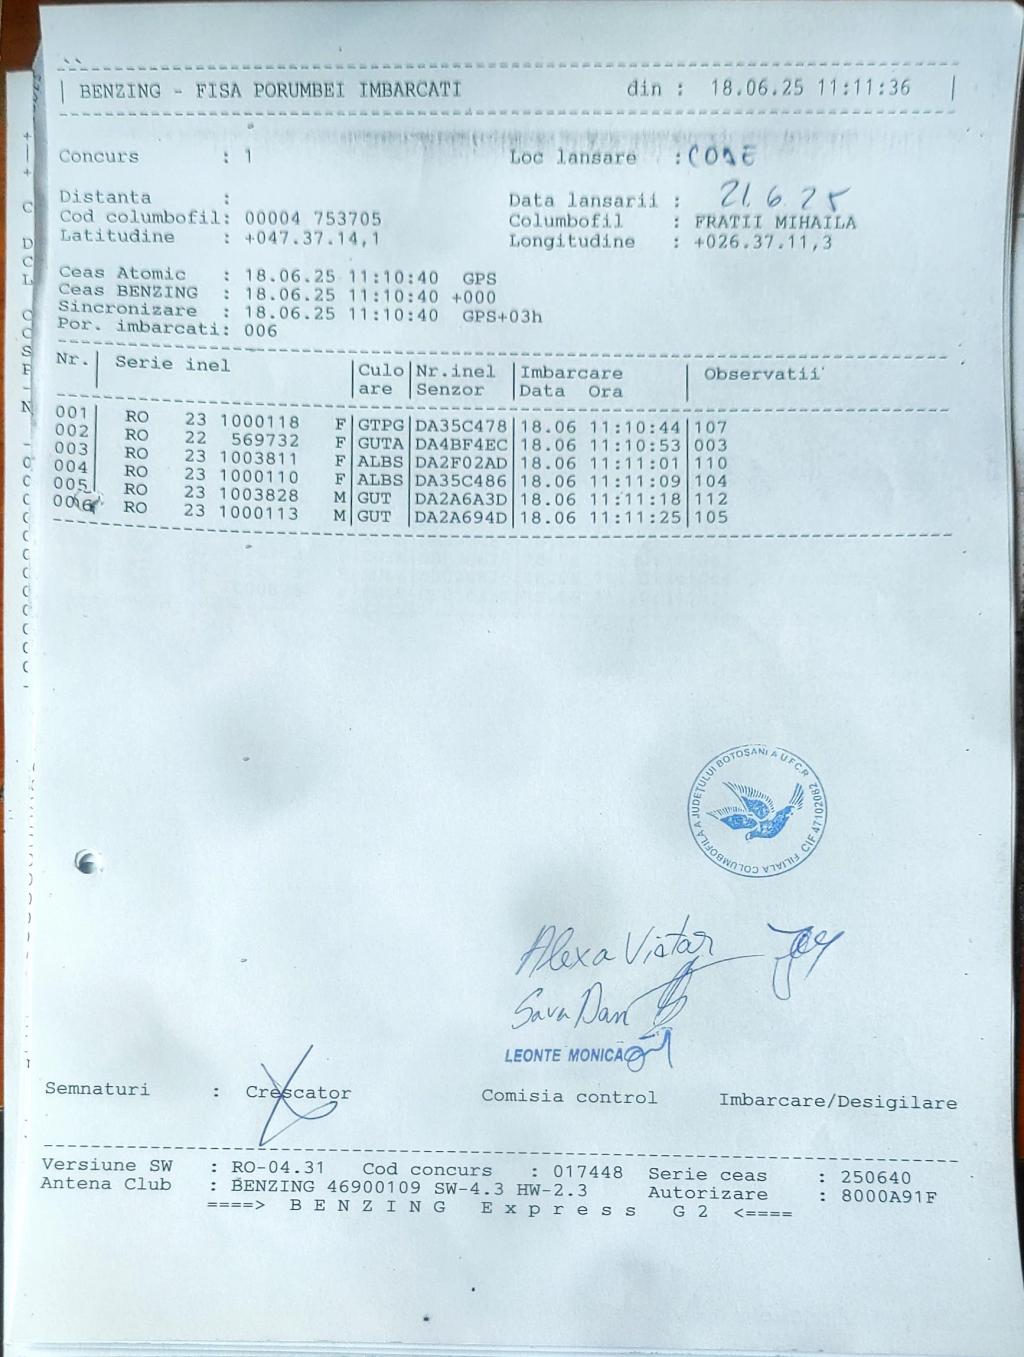 BENZING - FISA PORUMBEI IMBARCATI din : 18.06.25 11:11:36
Concurs : 1 Loc lansare :
Distanta : Data lansarii : 21.6.25
Cod columbofil: 00004 753705 Columbofil : FRATII MIHAILA
Latitudine : +047.37.14,1 Longitudine : +026.37.11,3
Ceas Atomic : 18.06.25 11:10:40 GPS
Ceas BENZING : 18.06.25 11:10:40 +000
Sincronizare : 18.06.25 11:10:40 GPS+03h
Por. imbarcati: 006
Nr. Serie inel Culo Nr.inel Imbarcare Observatii
are Senzor Data Ora
001 RO 23 1000118 F GTPG DA35C478 18.06 11:10:44 107
002 RO 22 569732 F GUTA DA4BF4EC 18.06 11:10:53 003
003 RO 23 1003811 F ALBS DA2F02AD 18.06 11:11:01 110
004 RO 23 1000110 F ALBS DA35C486 18.06 11:11:09 104
005 RO 23 1003828 M GUT DA2A6A3D 18.06 11:11:18 112
006 RO 23 1000113 M GUT DA2A694D 18.06 11:11:25 105
FILIALA COLUMBOFILA A JUDEȚULUI BOTOȘANI A U.F.C.R. CIF 47102082
Alexa Victor
Sava Dan
LEONTE MONICA
Semnaturi : Crescator Comisia control Imbarcare/Desigilare
Versiune SW : RO-04.31 Cod concurs : 017448 Serie ceas : 250640
Antena Club : BENZING 46900109 SW-4.3 HW-2.3 Autorizare : 8000A91F
====> B E N Z I N G E x p r e s s G 2 <====